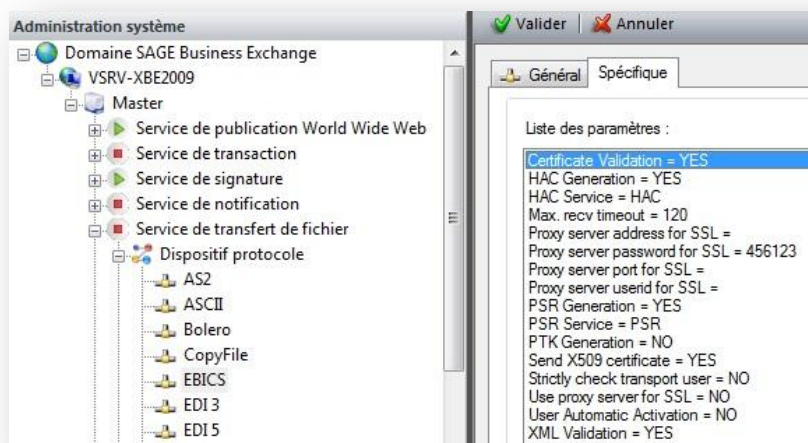 Administration système
Domaine SAGE Business Exchange
VSRV-XBE2009
Master
Service de publication World Wide Web
Service de transaction
Service de signature
Service de notification
Service de transfert de fichier
Dispositif protocole
AS2
ASCII
Bolero
CopyFile
EBICS
EDI 3
EDI 5
Valider Annuler
Général Spécifique
Liste des paramètres :
Certificate Validation = YES
HAC Generation = YES
HAC Service = HAC
Max. recv timeout = 120
Proxy server address for SSL =
Proxy server password for SSL = 456123
Proxy server port for SSL =
Proxy server userid for SSL =
PSR Generation = YES
PSR Service = PSR
PTK Generation = NO
Send X509 certificate = YES
Strictly check transport user = NO
Use proxy server for SSL = NO
User Automatic Activation = NO
XML Validation = YES